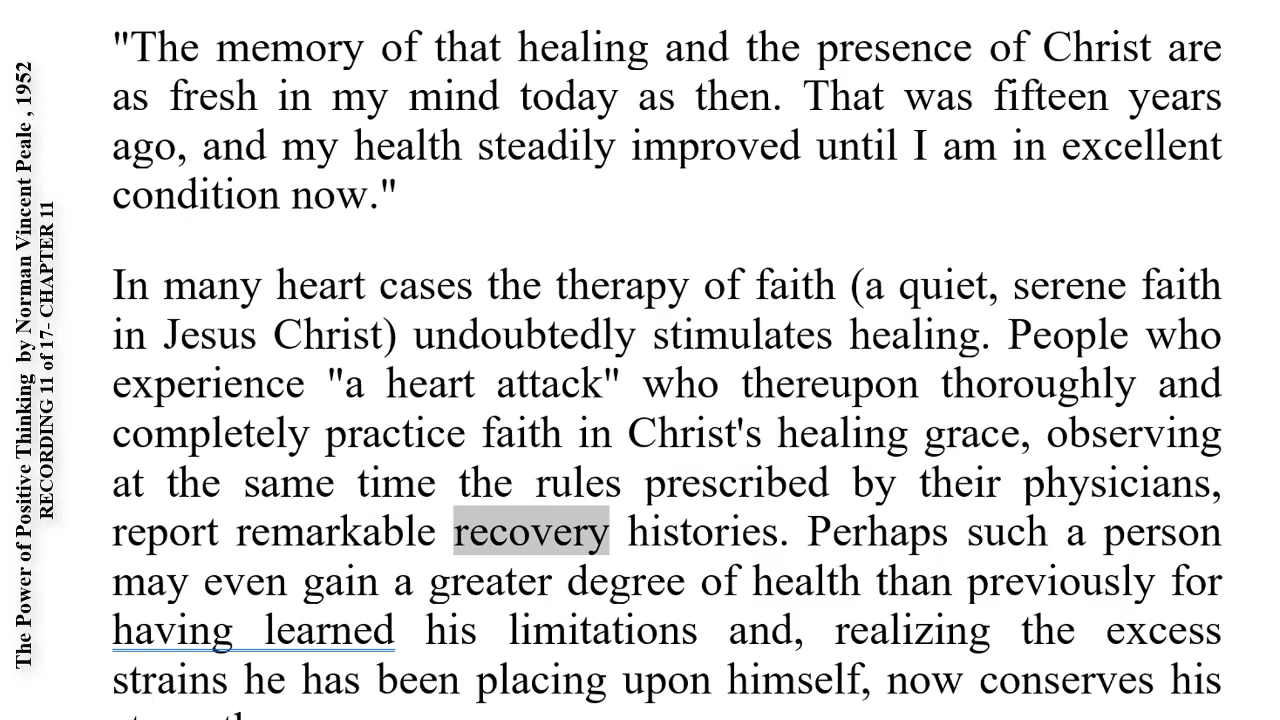 The Power of Positive Thinking by Norman Vincent Peale , 1952
RECORDING 11 of 17- CHAPTER 11
"The memory of that healing and the presence of Christ are
as fresh in my mind today as then. That was fifteen years
ago, and my health steadily improved until I am in excellent
condition now."
In many heart cases the therapy of faith (a quiet, serene faith
in Jesus Christ) undoubtedly stimulates healing. People who
experience "a heart attack" who thereupon thoroughly and
completely practice faith in Christ's healing grace, observing
at the same time the rules prescribed by their physicians,
report remarkable recovery histories. Perhaps such a person
may even gain a greater degree of health than previously for
having learned his limitations and, realizing the excess
strains he has been placing upon himself, now conserves his